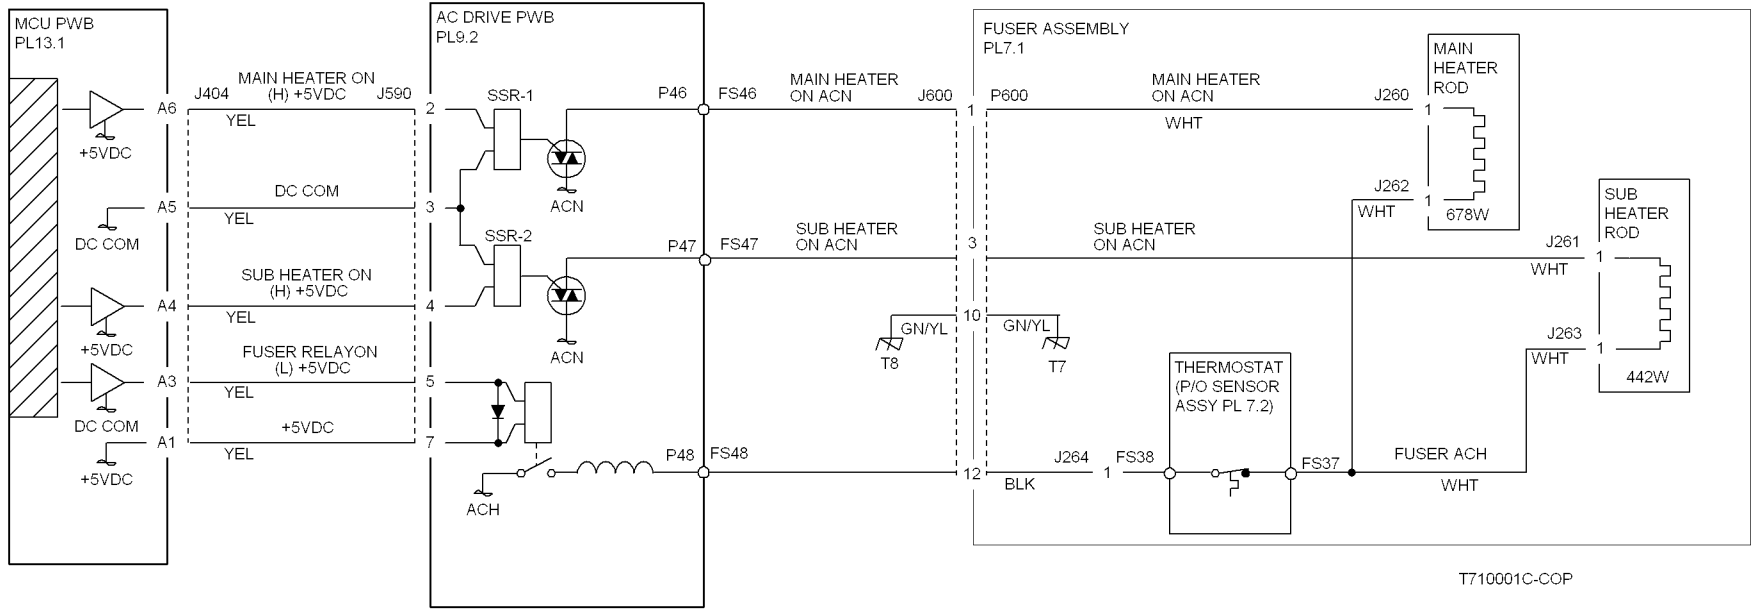 MCU PWB
PL13.1
AC DRIVE PWB
PL9.2
FUSER ASSEMBLY
PL7.1
MAIN
HEATER
ROD
MAIN HEATER ON
(H) +5VDC
J404
J590
A6
YEL
2
SSR-1
P46
FS46
MAIN HEATER
ON ACN
J600
1
P600
MAIN HEATER
ON ACN
WHT
J260
1
+5VDC
ACN
J262
1
WHT
678W
DC COM
A5
YEL
3
DC COM
SUB
HEATER
ROD
SSR-2
P47
FS47
SUB HEATER
ON ACN
3
SUB HEATER
ON ACN
J261
1
WHT
SUB HEATER ON
(H) +5VDC
A4
YEL
4
+5VDC
ACN
GN/YL
10
GN/YL
T8
T7
J263
1
WHT
442W
FUSER RELAYON
(L) +5VDC
A3
YEL
5
DC COM
THERMOSTAT
(P/O SENSOR
ASSY PL 7.2)
+5VDC
A1
YEL
7
+5VDC
ACH
P48
FS48
12
BLK
J264
1
FS38
FS37
FUSER ACH
WHT
T710001C-COP